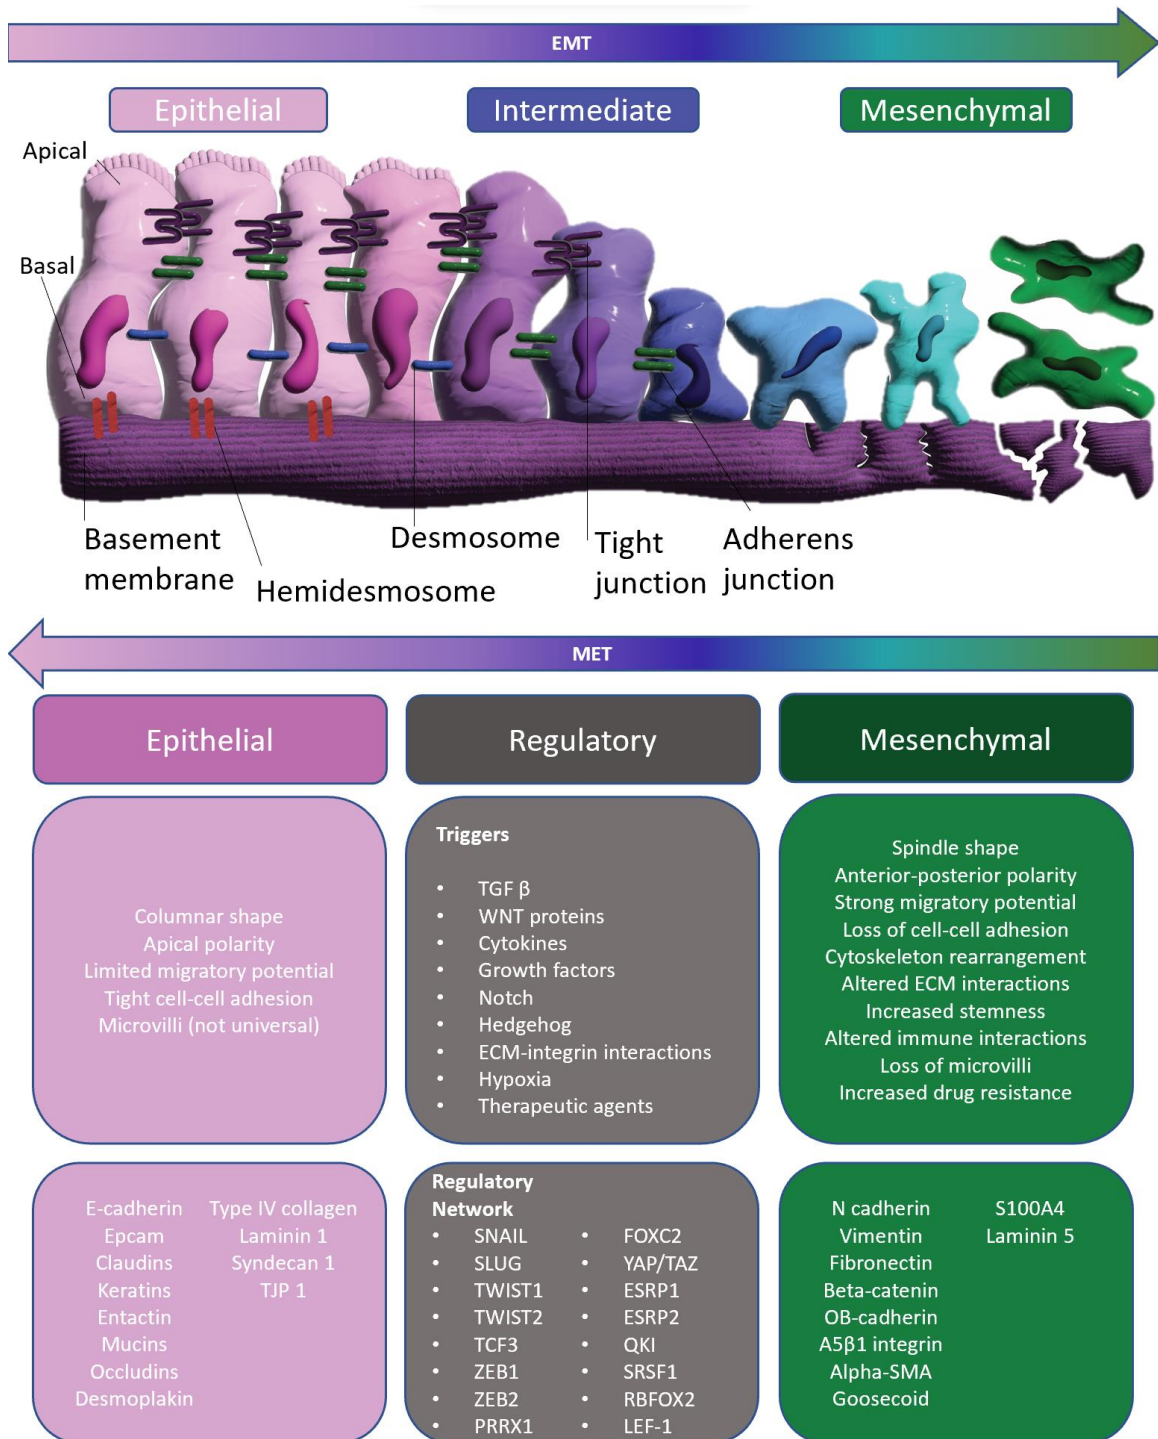 EMT
Epithelial
Intermediate
Mesenchymal
Apical
Basal
Basement
membrane
Hemidesmosome
Desmosome
Tight
junction
Adherens
junction
MET
Epithelial
Columnar shape
Apical polarity
Limited migratory potential
Tight cell-cell adhesion
Microvilli (not universal)
E-cadherin
Epcam
Claudins
Keratins
Entactin
Mucins
Occludins
Desmoplakin
Type IV collagen
Laminin 1
Syndecan 1
TJP 1
Regulatory
Triggers
• TGF β
• WNT proteins
• Cytokines
• Growth factors
• Notch
• Hedgehog
• ECM-integrin interactions
• Hypoxia
• Therapeutic agents
Regulatory
Network
• SNAIL
• SLUG
• TWIST1
• TWIST2
• TCF3
• ZEB1
• ZEB2
• PRRX1
• FOXC2
• YAP/TAZ
• ESRP1
• ESRP2
• QKI
• SRSF1
• RBFOX2
• LEF-1
Mesenchymal
Spindle shape
Anterior-posterior polarity
Strong migratory potential
Loss of cell-cell adhesion
Cytoskeleton rearrangement
Altered ECM interactions
Increased stemness
Altered immune interactions
Loss of microvilli
Increased drug resistance
N cadherin
Vimentin
Fibronectin
Beta-catenin
OB-cadherin
A5β1 integrin
Alpha-SMA
Goosecoid
S100A4
Laminin 5